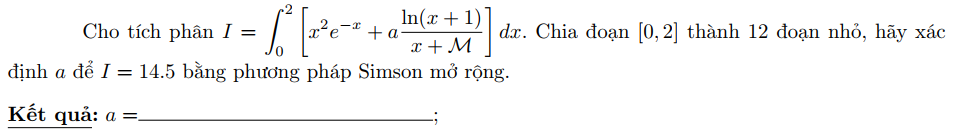 Cho tích phân $I = \int_0^2 \left[ x^2 e^{-x} + a \frac{\ln(x+1)}{x+\mathcal{M}} \right] dx$. Chia đoạn $[0, 2]$ thành 12 đoạn nhỏ, hãy xác
định $a$ để $I = 14.5$ bằng phương pháp Simson mở rộng.
Kết quả: $a =$______________________________;